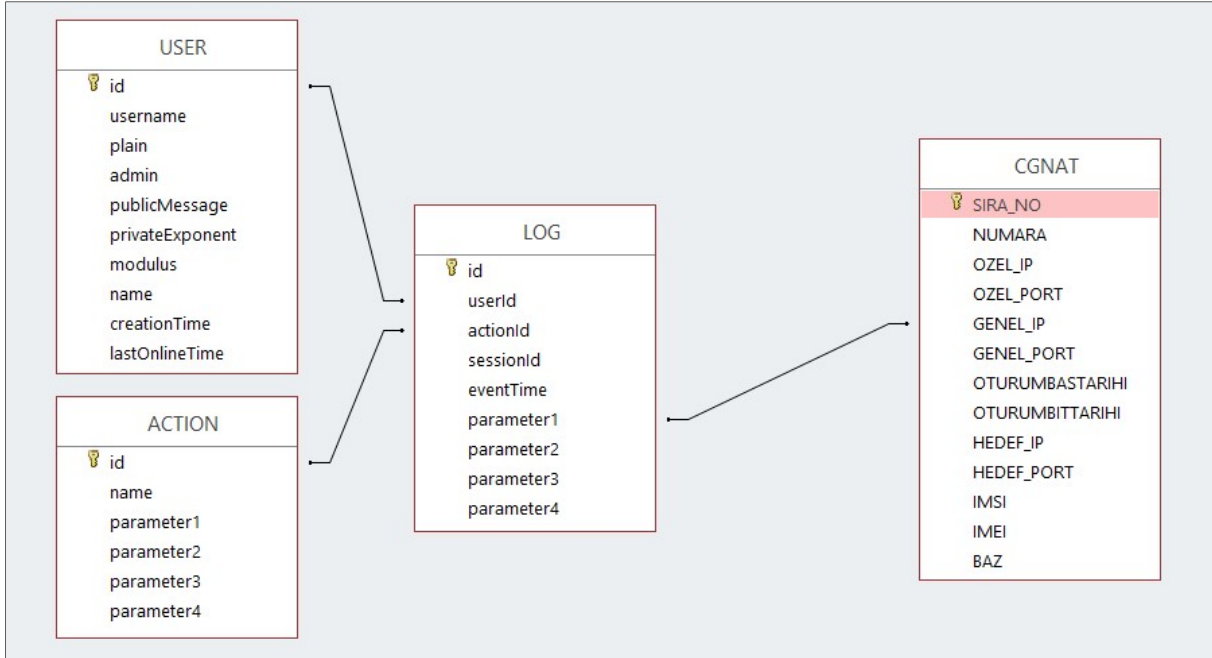 USER
id
username
plain
admin
publicMessage
privateExponent
modulus
name
creationTime
lastOnlineTime
ACTION
id
name
parameter1
parameter2
parameter3
parameter4
LOG
id
userId
actionId
sessionId
eventTime
parameter1
parameter2
parameter3
parameter4
CGNAT
SIRA_NO
NUMARA
OZEL_IP
OZEL_PORT
GENEL_IP
GENEL_PORT
OTURUMBASTARIHI
OTURUMBITTARIHI
HEDEF_IP
HEDEF_PORT
IMSI
IMEI
BAZ